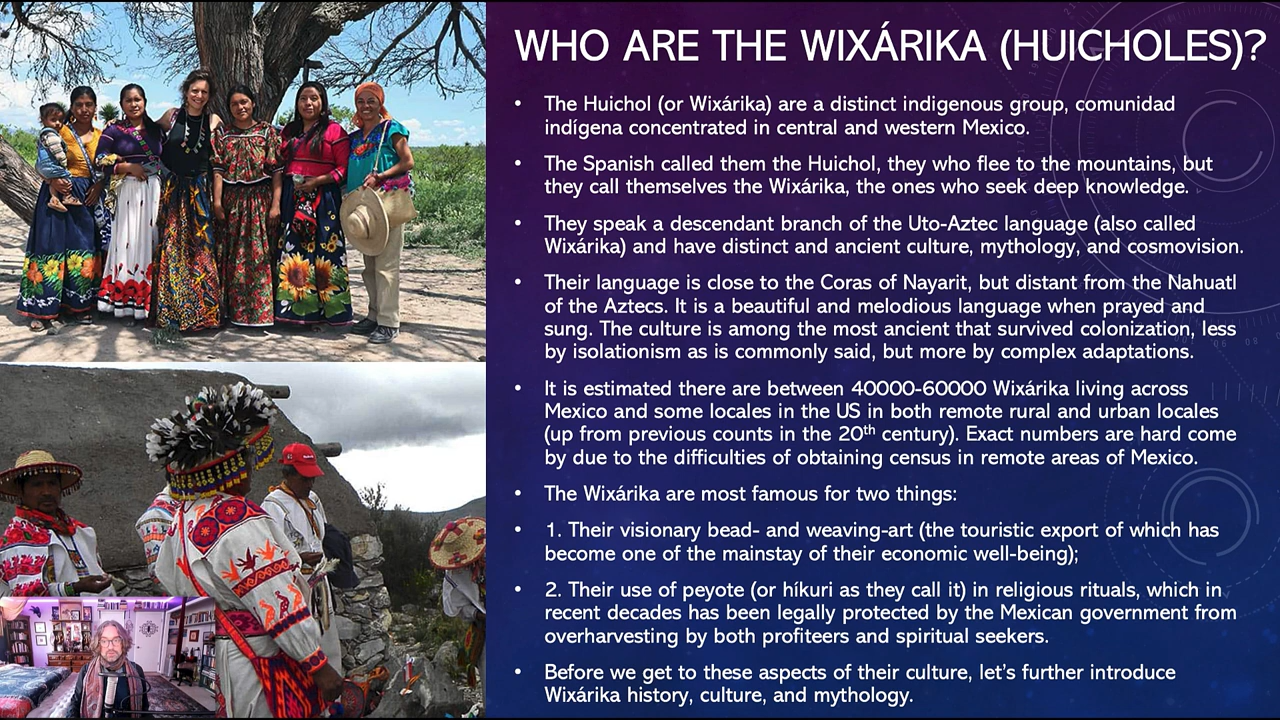 WHO ARE THE WIXÁRIKA (HUICHOLES)?
• The Huichol (or Wixárika) are a distinct indigenous group, comunidad
indígena concentrated in central and western Mexico.
• The Spanish called them the Huichol, they who flee to the mountains, but
they call themselves the Wixárika, the ones who seek deep knowledge.
• They speak a descendant branch of the Uto-Aztec language (also called
Wixárika) and have distinct and ancient culture, mythology, and cosmovision.
• Their language is close to the Coras of Nayarit, but distant from the Nahuatl
of the Aztecs. It is a beautiful and melodious language when prayed and
sung. The culture is among the most ancient that survived colonization, less
by isolationism as is commonly said, but more by complex adaptations.
• It is estimated there are between 40000-60000 Wixárika living across
Mexico and some locales in the US in both remote rural and urban locales
(up from previous counts in the 20th century). Exact numbers are hard come
by due to the difficulties of obtaining census in remote areas of Mexico.
• The Wixárika are most famous for two things:
• 1. Their visionary bead- and weaving-art (the touristic export of which has
become one of the mainstay of their economic well-being);
• 2. Their use of peyote (or híkuri as they call it) in religious rituals, which in
recent decades has been legally protected by the Mexican government from
overharvesting by both profiteers and spiritual seekers.
• Before we get to these aspects of their culture, let's further introduce
Wixárika history, culture, and mythology.